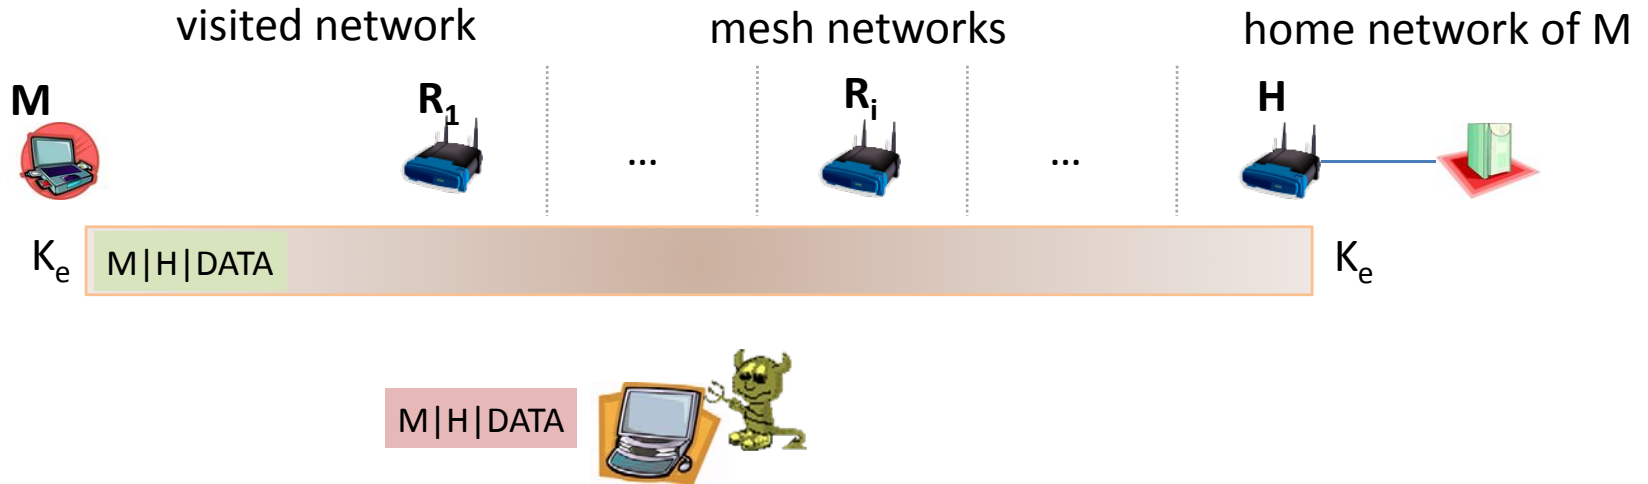 visited network
mesh networks
home network of M
M
R₁
Rᵢ
H
...
...
Kₑ
M|H|DATA
Kₑ
M|H|DATA